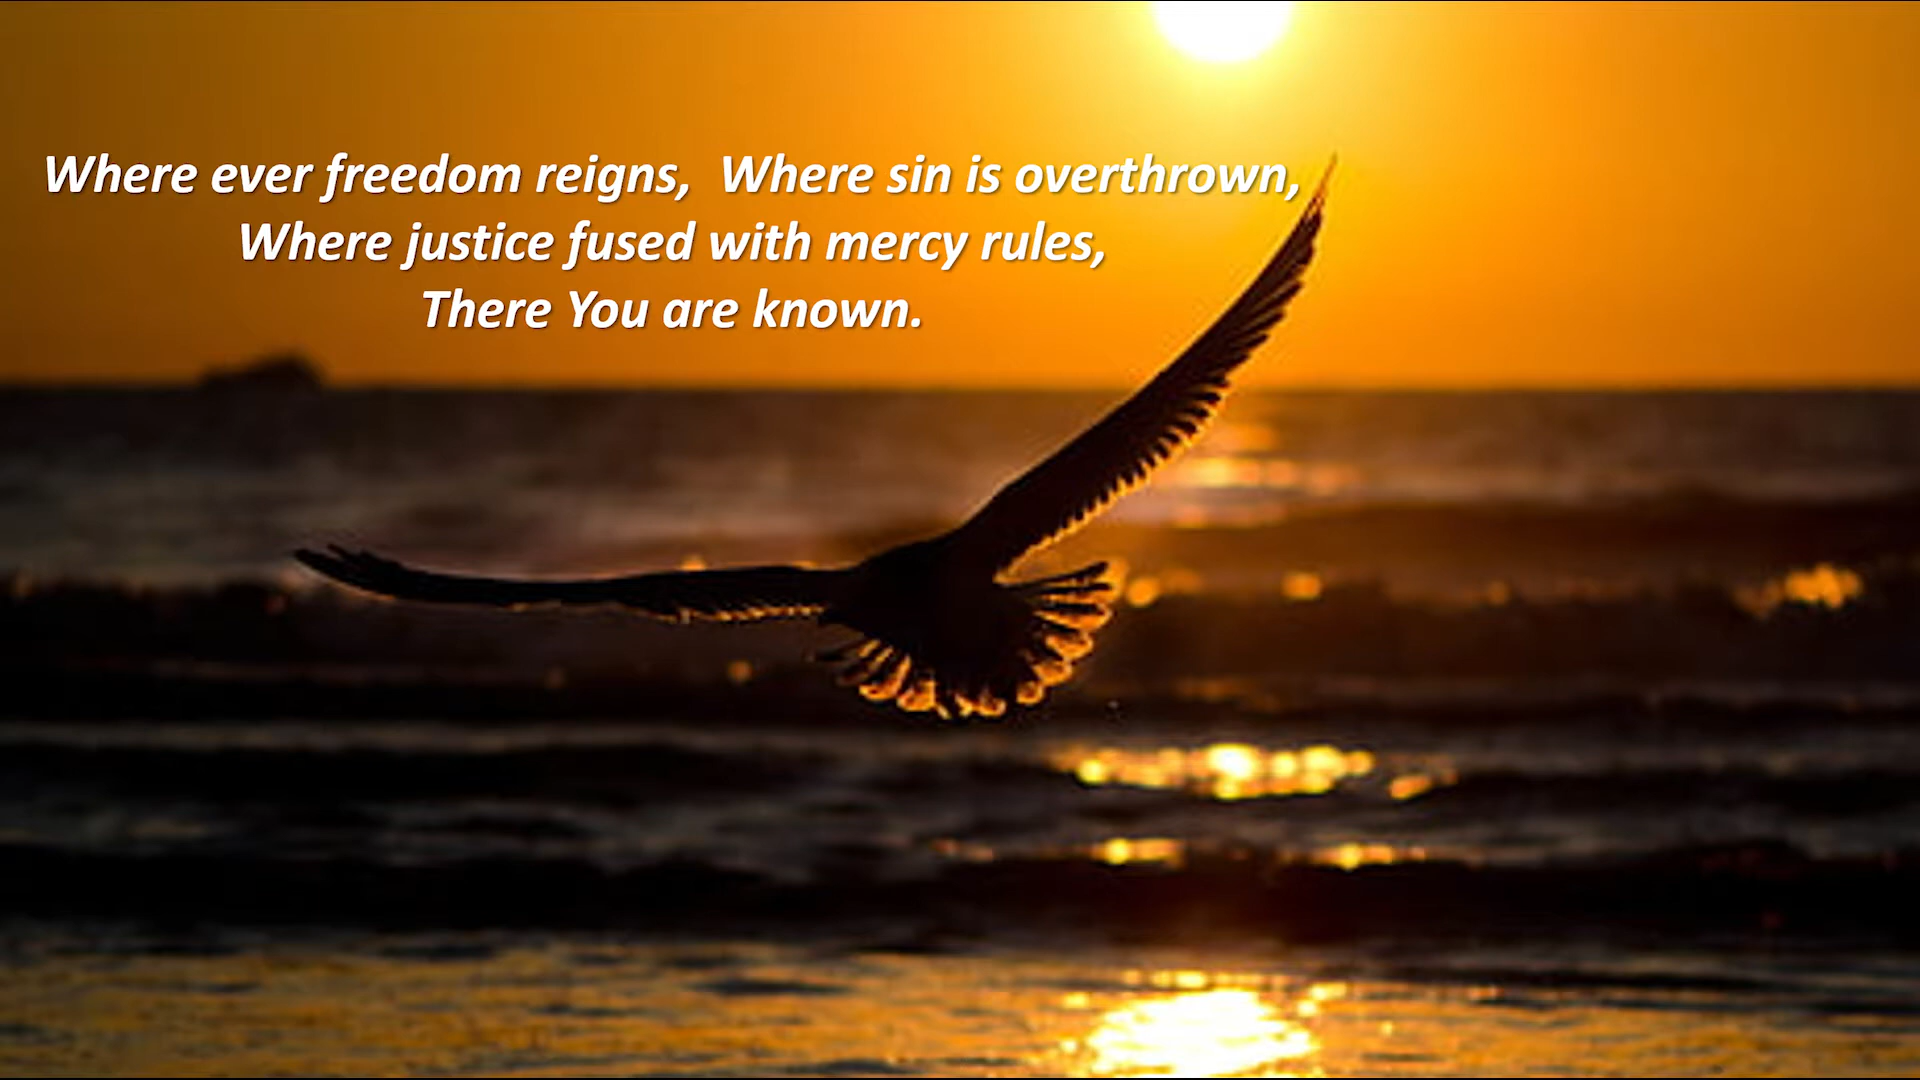 Where ever freedom reigns,  Where sin is overthrown,
Where justice fused with mercy rules,
There You are known.